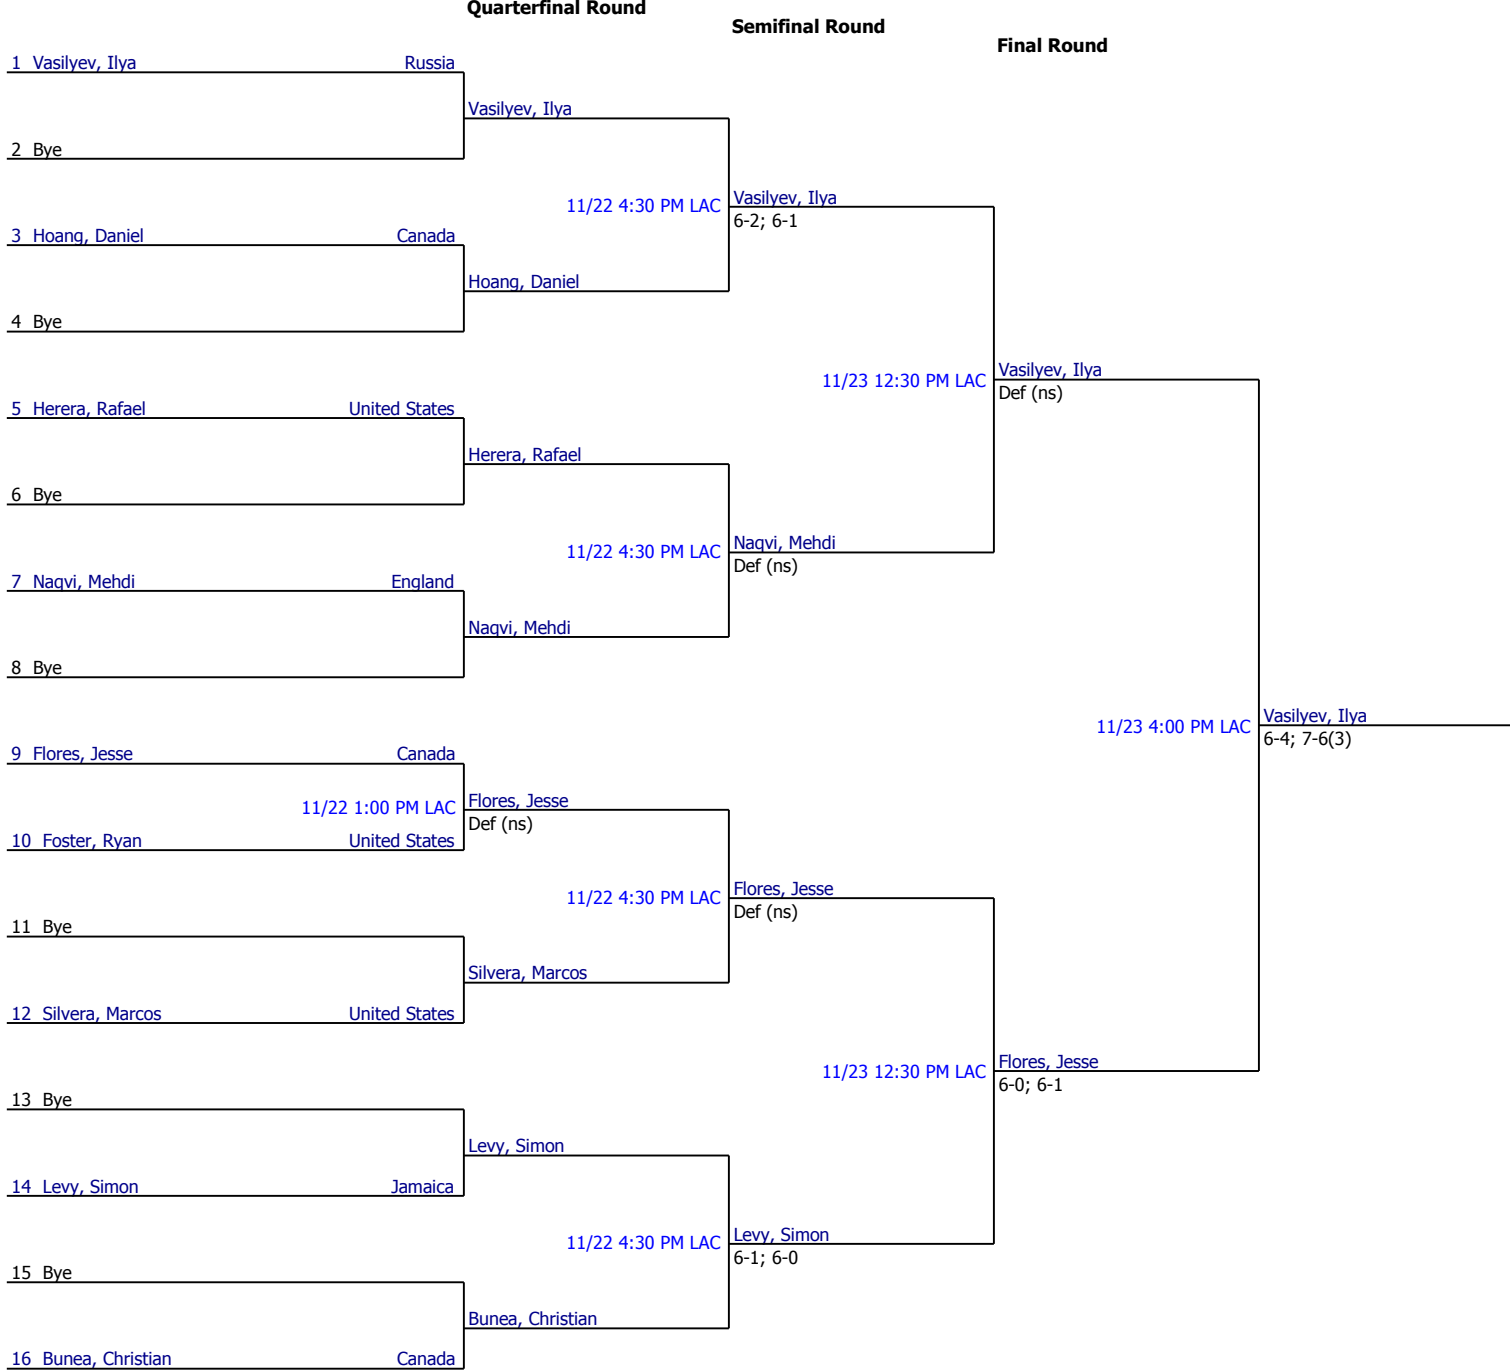 Quarterfinal Round
Semifinal Round
Final Round
1 Vasilyev, Ilya Russia
Vasilyev, Ilya
2 Bye
11/22 4:30 PM LAC Vasilyev, Ilya
6-2; 6-1
3 Hoang, Daniel Canada
Hoang, Daniel
4 Bye
11/23 12:30 PM LAC Vasilyev, Ilya
Def (ns)
5 Herera, Rafael United States
Herera, Rafael
6 Bye
11/22 4:30 PM LAC Naqvi, Mehdi
Def (ns)
7 Naqvi, Mehdi England
Naqvi, Mehdi
8 Bye
11/23 4:00 PM LAC Vasilyev, Ilya
6-4; 7-6(3)
9 Flores, Jesse Canada
11/22 1:00 PM LAC Flores, Jesse
Def (ns)
10 Foster, Ryan United States
11/22 4:30 PM LAC Flores, Jesse
Def (ns)
11 Bye
Silvera, Marcos
12 Silvera, Marcos United States
11/23 12:30 PM LAC Flores, Jesse
6-0; 6-1
13 Bye
Levy, Simon
14 Levy, Simon Jamaica
11/22 4:30 PM LAC Levy, Simon
6-1; 6-0
15 Bye
Bunea, Christian
16 Bunea, Christian Canada